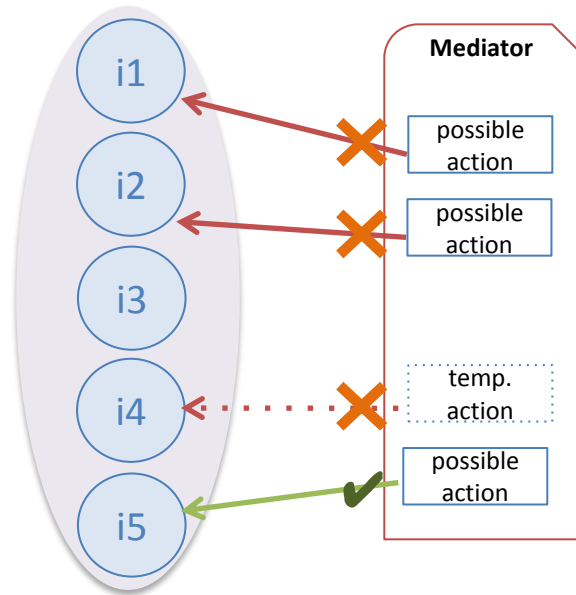 i1
i2
i3
i4
i5
Mediator
possible
action
possible
action
temp.
action
possible
action